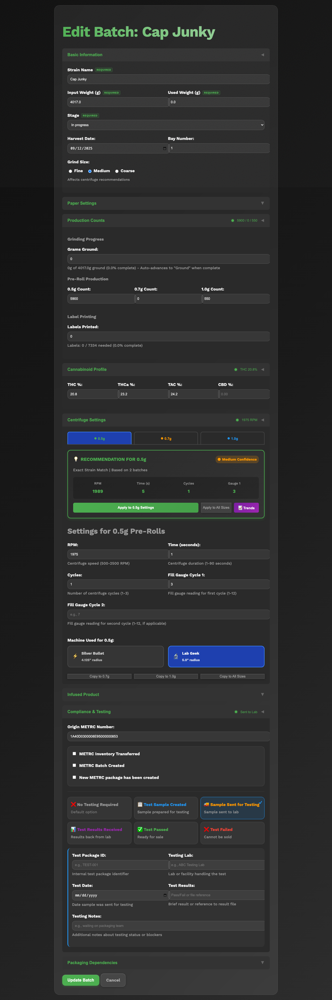 Edit Batch: Cap Junky
Basic Information
Strain Name REQUIRED
Cap Junky
Input Weight (g) REQUIRED Used Weight (g) REQUIRED
4017.0 0.0
Stage REQUIRED
In progress
Harvest Date: Bay Number:
09/12/2025 1
Grind Size:
Fine Medium Coarse
Affects centrifuge recommendations
Paper Settings
Production Counts 5900 / 0 / 550
Grinding Progress
Grams Ground:
0
0g of 4017.0g ground (0.0% complete) - Auto-advances to "Ground" when complete
Pre-Roll Production
0.5g Count: 0.7g Count: 1.0g Count:
5900 0 550
Label Printing
Labels Printed:
0
Labels: 0 / 7334 needed (0.0% complete)
Cannabinoid Profile THC 20.8%
THC %: THCa %: TAC %: CBD %:
20.8 23.2 24.2 0.00
Centrifuge Settings 1975 RPM
0.5g 0.7g 1.0g
RECOMMENDATION FOR 0.5g Medium Confidence
Exact Strain Match | Based on 2 batches
RPM Time (s) Cycles Gauge 1
1989 5 1 3
Apply to 0.5g Settings Apply to All Sizes Trends
Settings for 0.5g Pre-Rolls
RPM: Time (seconds):
1975 1
Centrifuge speed (500-2500 RPM) Centrifuge duration (1-90 seconds)
Cycles: Fill Gauge Cycle 1:
1 3
Number of centrifuge cycles (1-3) Fill gauge reading for first cycle (1-12)
Fill Gauge Cycle 2:
e.g., 7
Fill gauge reading for second cycle (1-12, if applicable)
Machine Used for 0.5g:
Silver Bullet Lab Geek
4.125" radius 5.0" radius
Copy to 0.7g Copy to 1.0g Copy to All Sizes
Infused Product
Compliance & Testing Sent to Lab
Origin METRC Number:
1A40D0300008E95000000853
METRC Inventory Transferred
METRC Batch Created
New METRC package has been created
No Testing Required Test Sample Created Sample Sent for Testing
Default option Sample prepared for testing Sample sent to lab
Test Results Received Test Passed Test Failed
Results back from lab Ready for sale Cannot be sold
Test Package ID: Testing Lab:
e.g., TEST-001 e.g., ABC Testing Lab
Internal test package identifier Lab or facility handling the test
Test Date: Test Results:
mm/dd/yyyy Pass/Fail or file reference
Date sample was sent for testing Brief result or reference to result file
Testing Notes:
e.g., waiting on packaging team
Additional notes about testing status or blockers
Packaging Dependencies
Update Batch Cancel